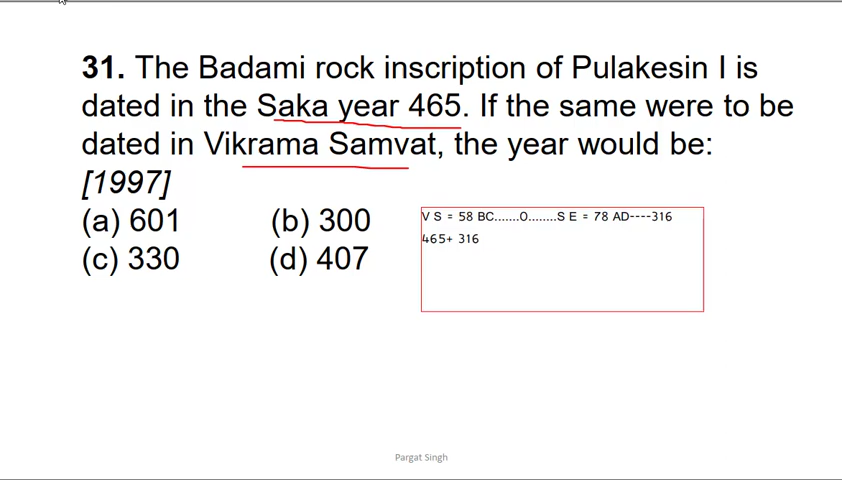 31. The Badami rock inscription of Pulakesin I is
dated in the Saka year 465. If the same were to be
dated in Vikrama Samvat, the year would be:
[1997]
(a) 601 (b) 300
(c) 330 (d) 407
V S = 58 BC.......0........S E = 78 AD----316
465+ 316
Pargat Singh